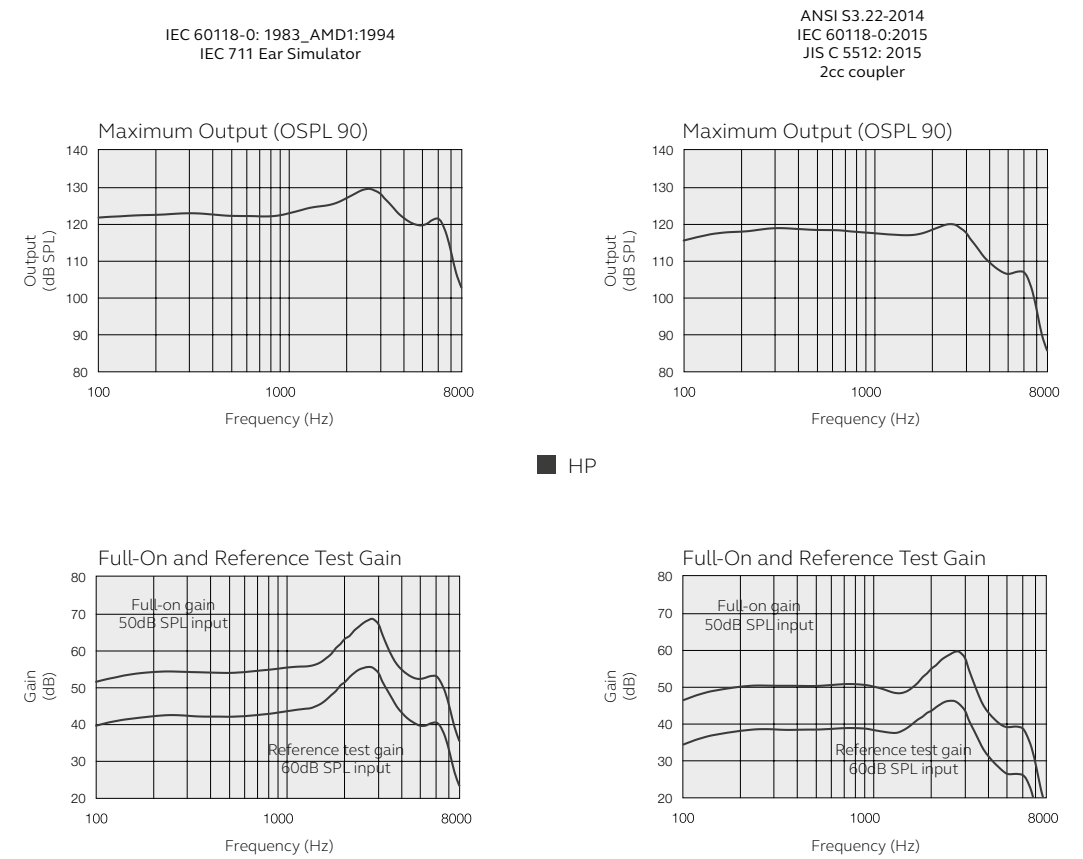 IEC 60118-0: 1983_AMD1:1994
IEC 711 Ear Simulator
ANSI S3.22-2014
IEC 60118-0:2015
JIS C 5512: 2015
2cc coupler
Maximum Output (OSPL 90)
140
130
120
110
100
90
80
Output
(dB SPL)
100
1000
8000
Frequency (Hz)
Maximum Output (OSPL 90)
140
130
120
110
100
90
80
Output
(dB SPL)
100
1000
8000
Frequency (Hz)
HP
Full-On and Reference Test Gain
80
70
60
50
40
30
20
Gain
(dB)
Full-on gain
50dB SPL input
Reference test gain
60dB SPL input
100
1000
8000
Frequency (Hz)
Full-On and Reference Test Gain
80
70
60
50
40
30
20
Gain
(dB)
Full-on gain
50dB SPL input
Reference test gain
60dB SPL input
100
1000
8000
Frequency (Hz)